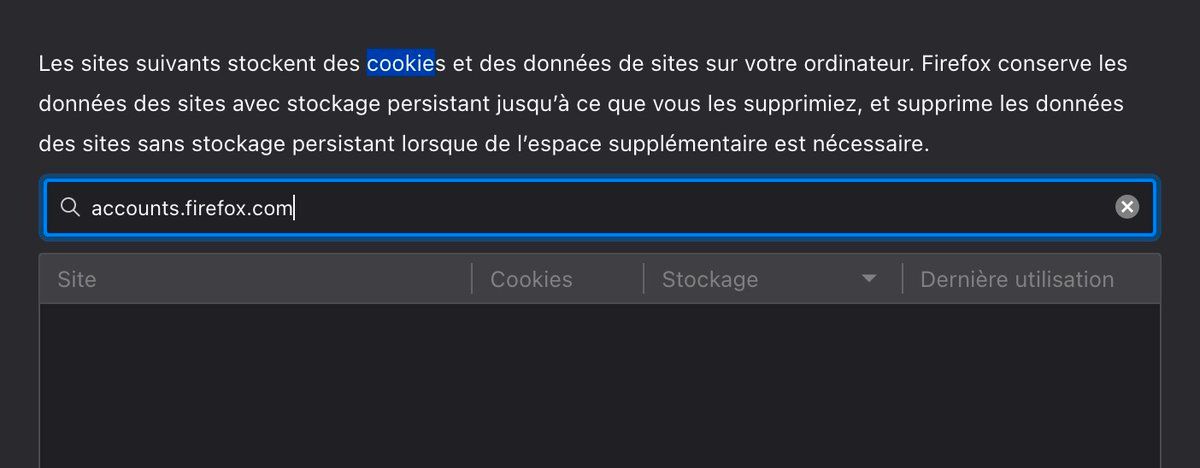 Les sites suivants stockent des cookies et des données de sites sur votre ordinateur. Firefox conserve les
données des sites avec stockage persistant jusqu’à ce que vous les supprimiez, et supprime les données
des sites sans stockage persistant lorsque de l’espace supplémentaire est nécessaire.
accounts.firefox.com
Site Cookies Stockage Dernière utilisation